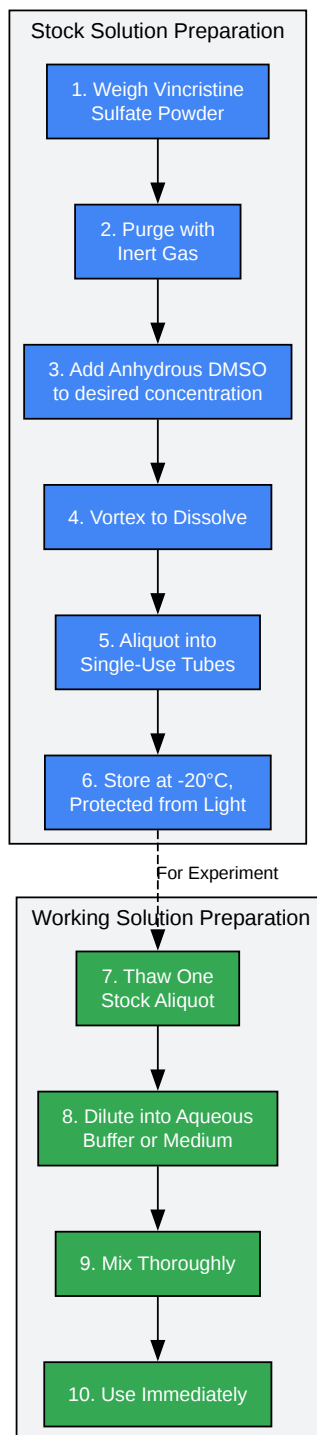 Stock Solution Preparation
1. Weigh Vincristine
Sulfate Powder
2. Purge with
Inert Gas
3. Add Anhydrous DMSO
to desired concentration
4. Vortex to Dissolve
5. Aliquot into
Single-Use Tubes
6. Store at -20°C,
Protected from Light
For Experiment
Working Solution Preparation
7. Thaw One
Stock Aliquot
8. Dilute into Aqueous
Buffer or Medium
9. Mix Thoroughly
10. Use Immediately